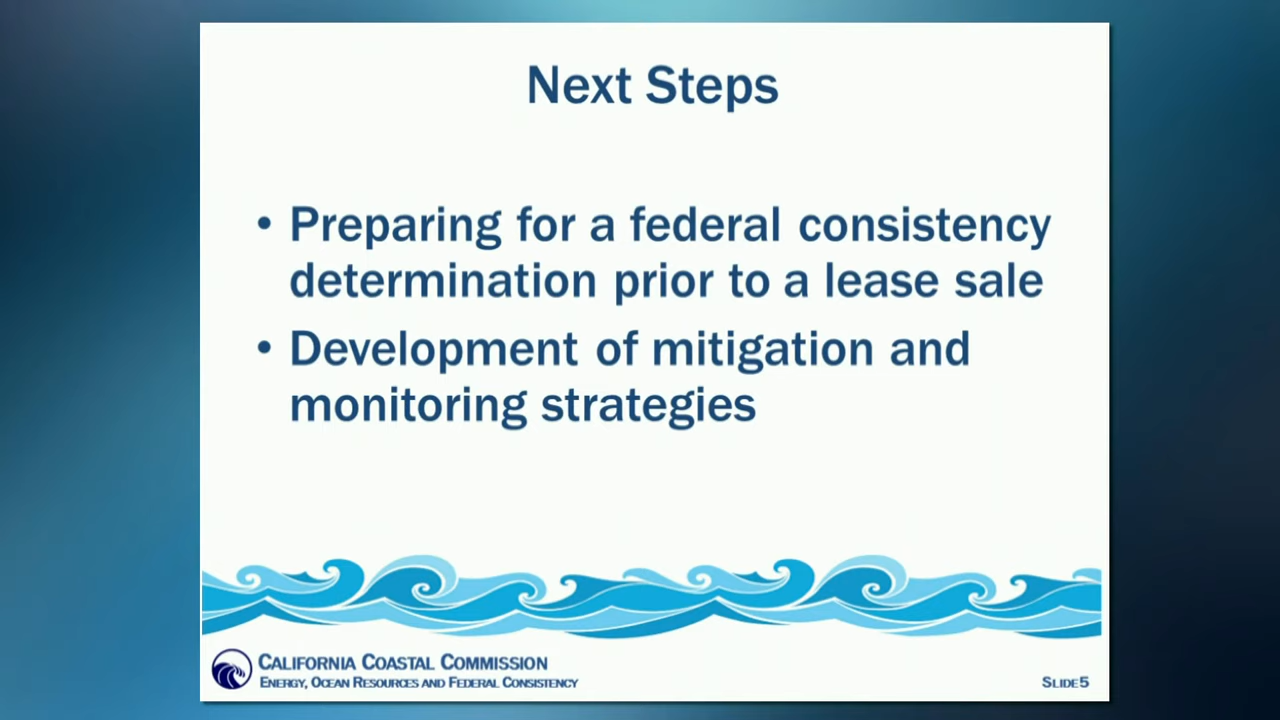 Next Steps
• Preparing for a federal consistency
determination prior to a lease sale
• Development of mitigation and
monitoring strategies
CALIFORNIA COASTAL COMMISSION
ENERGY, OCEAN RESOURCES AND FEDERAL CONSISTENCY
SLIDE 5